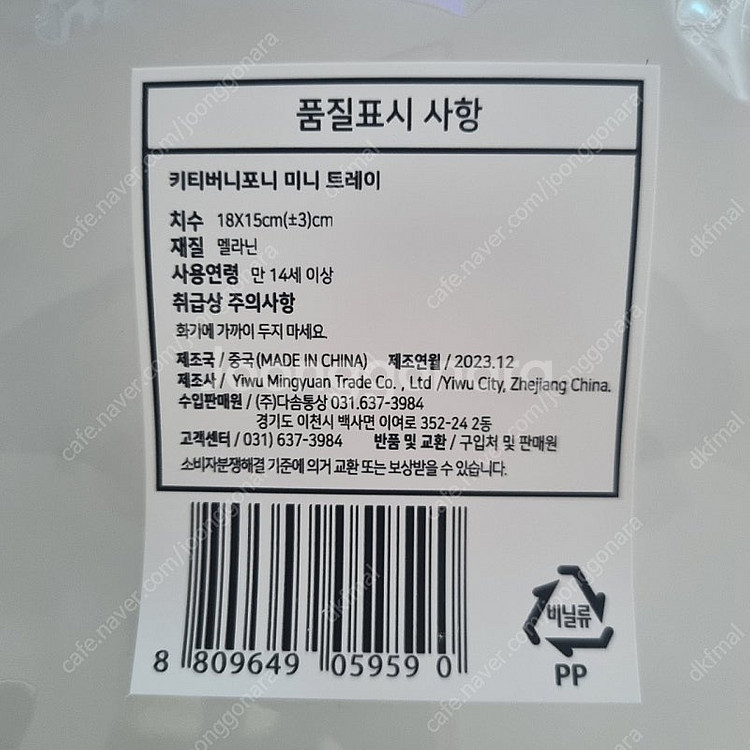 품질표시 사항
키티버니포니 미니 트레이
치수 18X15cm(±3)cm
재질 멜라닌
사용연령 만 14세 이상
취급상 주의사항
화기에 가까이 두지 마세요.
제조국 / 중국(MADE IN CHINA) 제조연월 / 2023.12
제조사 / Yiwu Mingyuan Trade Co. , Ltd /Yiwu City, Zhejiang China.
수입판매원 / (주)다솜통상 031.637-3984
경기도 이천시 백사면 이여로 352-24 2동
고객센터 / 031) 637-3984 반품 및 교환 / 구입처 및 판매원
소비자분쟁해결 기준에 의거 교환 또는 보상받을 수 있습니다.
비닐류
PP
8 809649 059590
cafe.naver.com/joonggonara
dkfmal
joonggonara